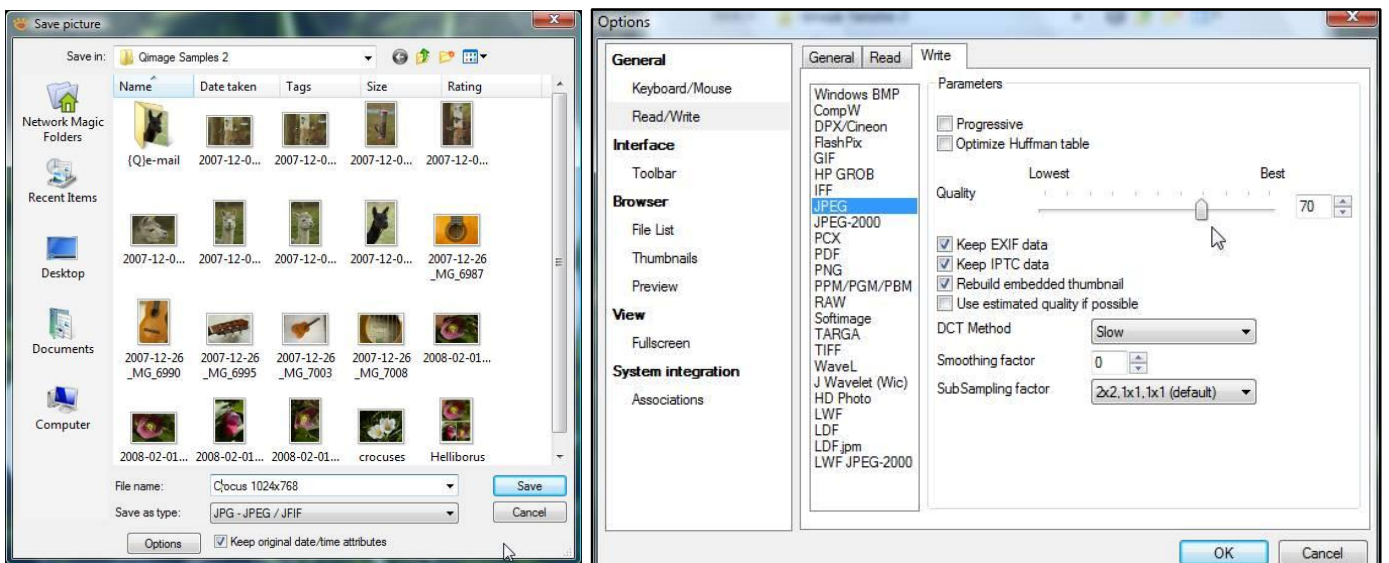 Save picture
Save in: Qimage Samples 2
Name Date taken Tags Size Rating
Network Magic Folders
Recent Items
Desktop
Documents
Computer
{Q}e-mail 2007-12-0... 2007-12-0... 2007-12-0... 2007-12-0...
2007-12-0... 2007-12-0... 2007-12-0... 2007-12-0... 2007-12-26
_MG_6987
2007-12-26 2007-12-26 2007-12-26 2007-12-26 2008-02-01...
_MG_6990 _MG_6995 _MG_7003 _MG_7008
2008-02-01... 2008-02-01... 2008-02-01... crocuses Helliborus
File name: Crocus 1024x768 Save
Save as type: JPG - JPEG / JFIF Cancel
Options Keep original date/time attributes
Options
General
Keyboard/Mouse
Read/Write
Interface
Toolbar
Browser
File List
Thumbnails
Preview
View
Fullscreen
System integration
Associations
General Read Write
Windows BMP
CompW
DPX/Cineon
FlashPix
GIF
HP GROB
IFF
JPEG
JPEG-2000
PCX
PDF
PNG
PPM/PGM/PBM
RAW
Softimage
TARGA
TIFF
WaveL
J Wavelet (Wic)
HD Photo
LWF
LDF
LDF.jpm
LWF JPEG-2000
Parameters
Progressive
Optimize Huffman table
Lowest Best
Quality 70
Keep EXIF data
Keep IPTC data
Rebuild embedded thumbnail
Use estimated quality if possible
DCT Method Slow
Smoothing factor 0
SubSampling factor 2x2,1x1,1x1 (default)
OK Cancel